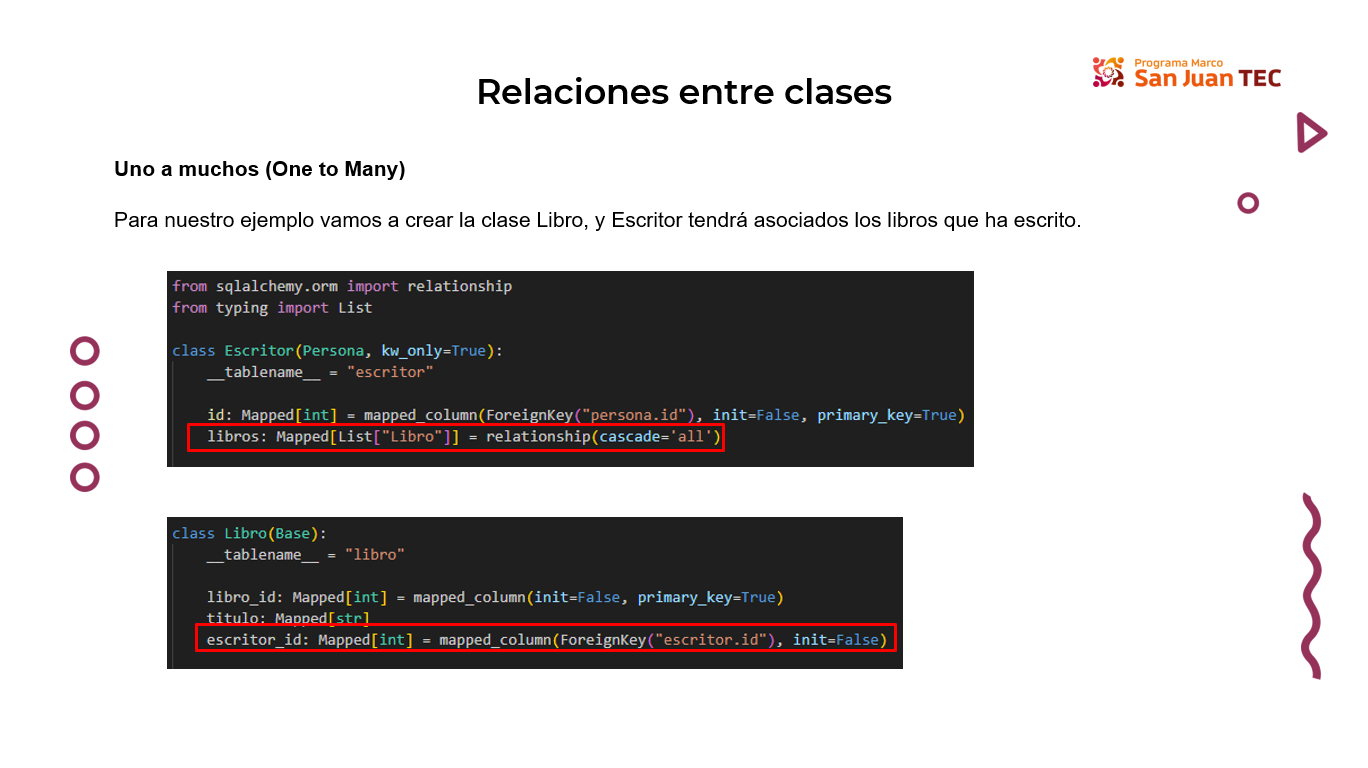 Programa Marco
San Juan TEC
Relaciones entre clases
Uno a muchos (One to Many)
Para nuestro ejemplo vamos a crear la clase Libro, y Escritor tendrá asociados los libros que ha escrito.
from sqlalchemy.orm import relationship
from typing import List
class Escritor(Persona, kw_only=True):
    __tablename__ = "escritor"
    id: Mapped[int] = mapped_column(ForeignKey("persona.id"), init=False, primary_key=True)
    libros: Mapped[List["Libro"]] = relationship(cascade='all')
class Libro(Base):
    __tablename__ = "libro"
    libro_id: Mapped[int] = mapped_column(init=False, primary_key=True)
    titulo: Mapped[str]
    escritor_id: Mapped[int] = mapped_column(ForeignKey("escritor.id"), init=False)